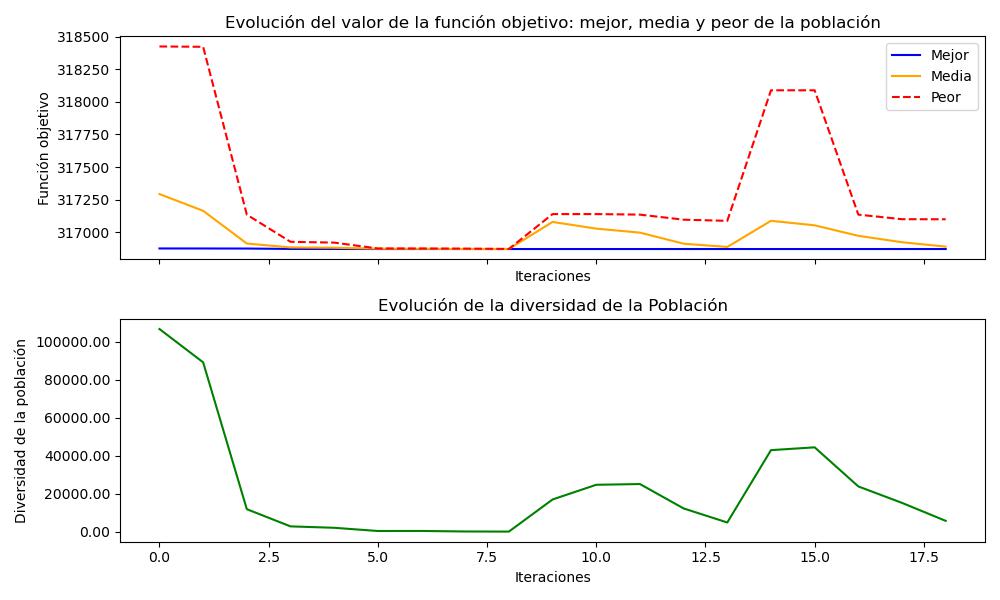 Evolución del valor de la función objetivo: mejor, media y peor de la población
Función objetivo
318500
318250
318000
317750
317500
317250
317000
Mejor
Media
Peor
Iteraciones
Evolución de la diversidad de la Población
Diversidad de la población
100000.00
80000.00
60000.00
40000.00
20000.00
0.00
0.0 2.5 5.0 7.5 10.0 12.5 15.0 17.5
Iteraciones